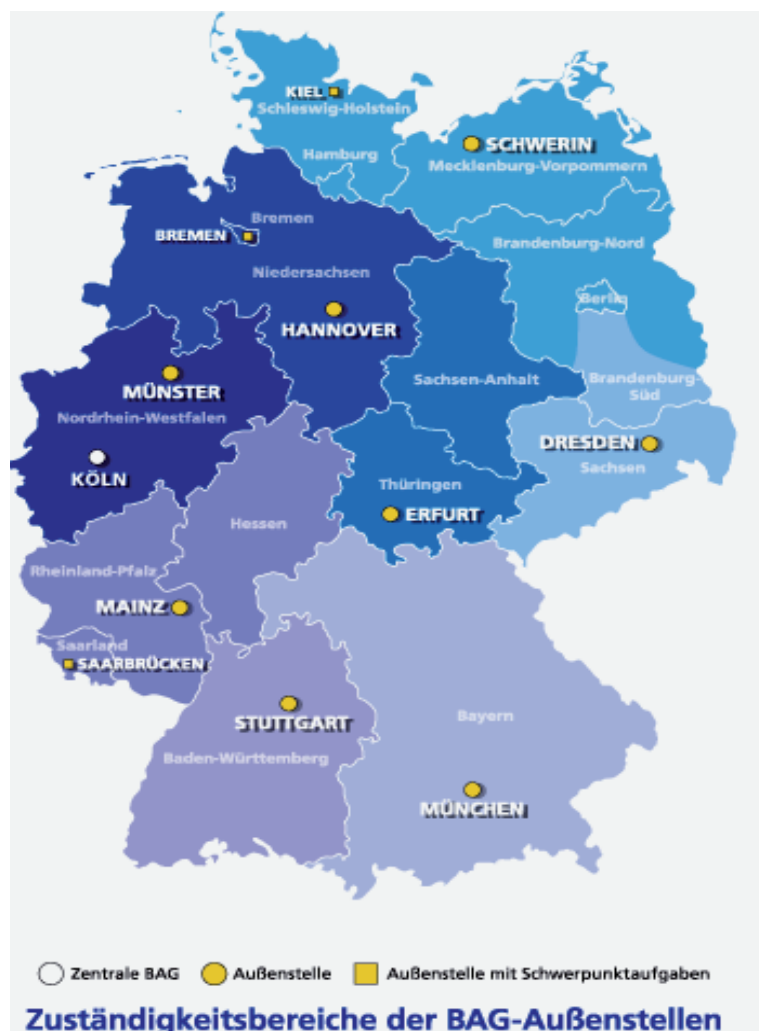 KIEL
Schleswig-Holstein
SCHWERIN
Hamburg
Mecklenburg-Vorpommern
Bremen
BREMEN
Brandenburg-Nord
Niedersachsen
Berlin
HANNOVER
Sachsen-Anhalt
Brandenburg-
Süd
MÜNSTER
Nordrhein-Westfalen
DRESDEN
Sachsen
KÖLN
Thüringen
ERFURT
Hessen
Rheinland-Pfalz
MAINZ
Saarland
SAARBRÜCKEN
STUTTGART
Bayern
Baden-Württemberg
MÜNCHEN
Zentrale BAG Außenstelle Außenstelle mit Schwerpunktaufgaben
Zuständigkeitsbereiche der BAG-Außenstellen